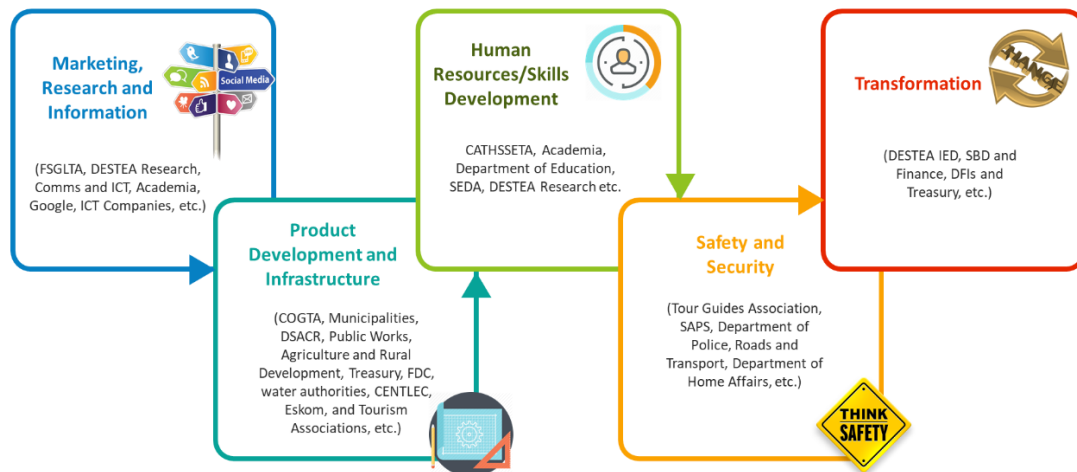 Marketing,
Research and
Information
Social Media
(FSGLTA, DESTEA Research,
Comms and ICT, Academia,
Google, ICT Companies, etc.)
Product
Development and
Infrastructure
(COGTA, Municipalities,
DSACR, Public Works,
Agriculture and Rural
Development, Treasury, FDC,
water authorities, CENTLEC,
Eskom, and Tourism
Associations, etc.)
Human
Resources/Skills
Development
CATHSSETA, Academia,
Department of Education,
SEDA, DESTEA Research etc.
Safety and
Security
(Tour Guides Association,
SAPS, Department of
Police, Roads and
Transport, Department of
Home Affairs, etc.)
THINK
SAFETY
Transformation
CHANGE
(DESTEA IED, SBD and
Finance, DFIs and
Treasury, etc.)